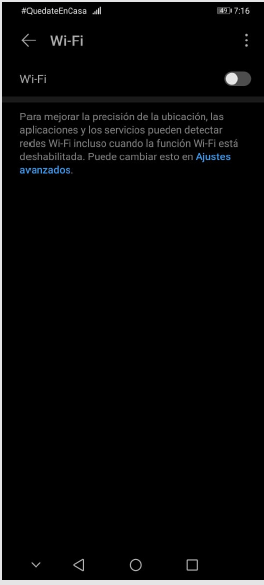 #QuedateEnCasa
49 7:16
Wi-Fi
Wi-Fi
Para mejorar la precisión de la ubicación, las
aplicaciones y los servicios pueden detectar
redes Wi-Fi incluso cuando la función Wi-Fi está
deshabilitada. Puede cambiar esto en Ajustes
avanzados.